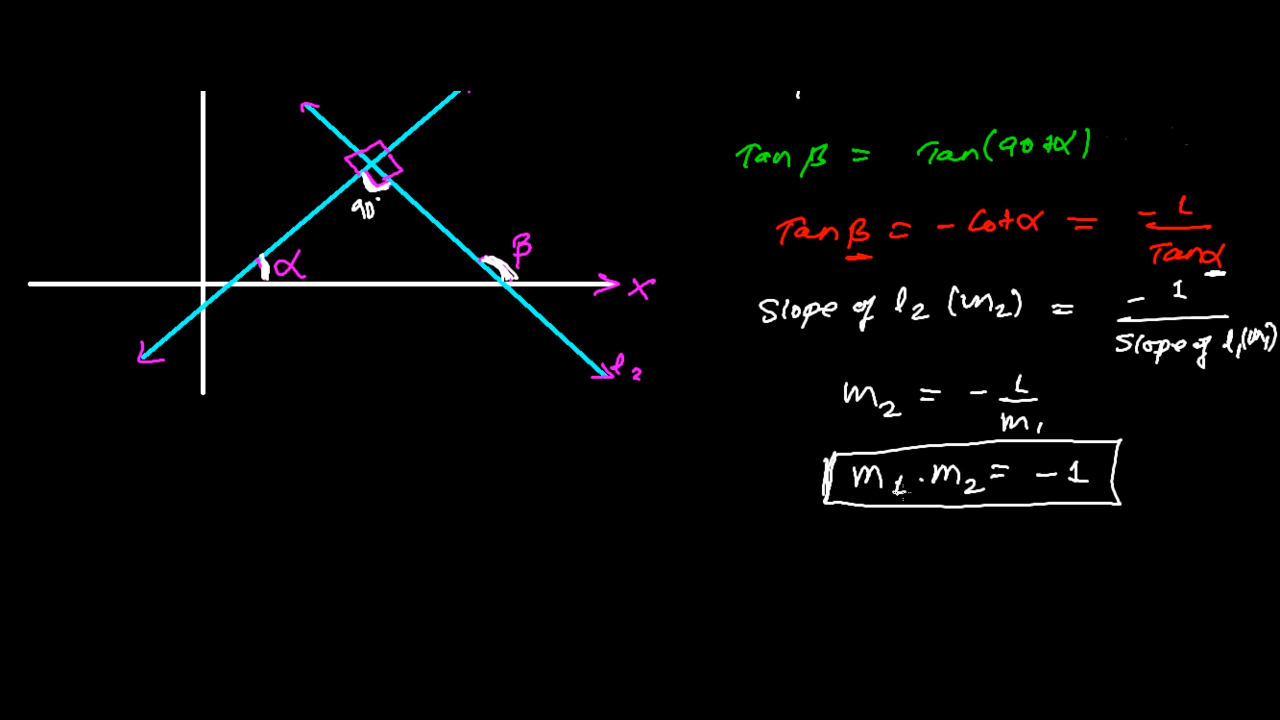 90°
α
β
x
l₂
Tan β = Tan(90+α)
Tan β = - Cot α = -1/Tan α
Slope of l₂ (m₂) = -1/Slope of l₁(m₁)
m₂ = - 1/m₁
m₁ . m₂ = -1